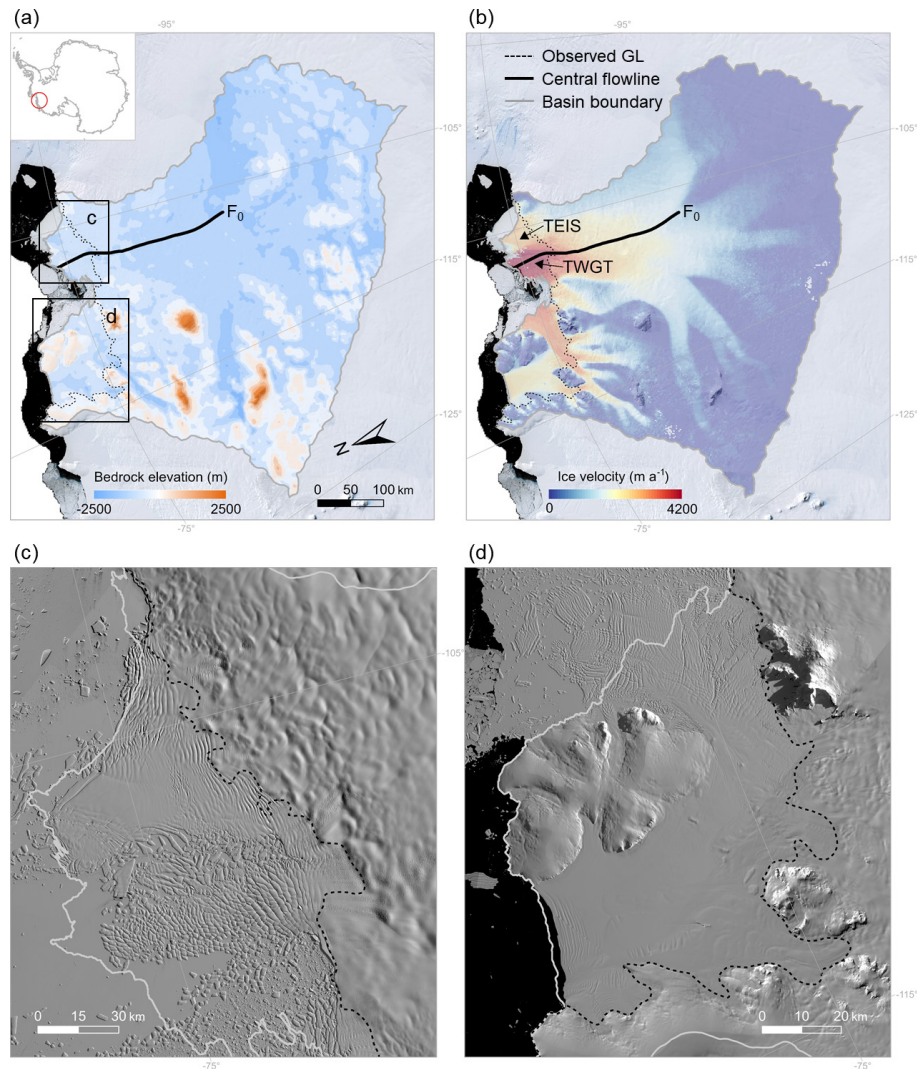 (a)
(b)
-95°
-95°
Observed GL
Central flowline
Basin boundary
-105°
-105°
c
F₀
F₀
TEIS
TWGT
-115°
-115°
d
-125°
-125°
N
Bedrock elevation (m)
-2500
2500
0 50 100 km
Ice velocity (m a⁻¹)
0
4200
-75°
-75°
(c)
(d)
-105°
0 15 30 km
0 10 20 km
-115°
-75°
-75°